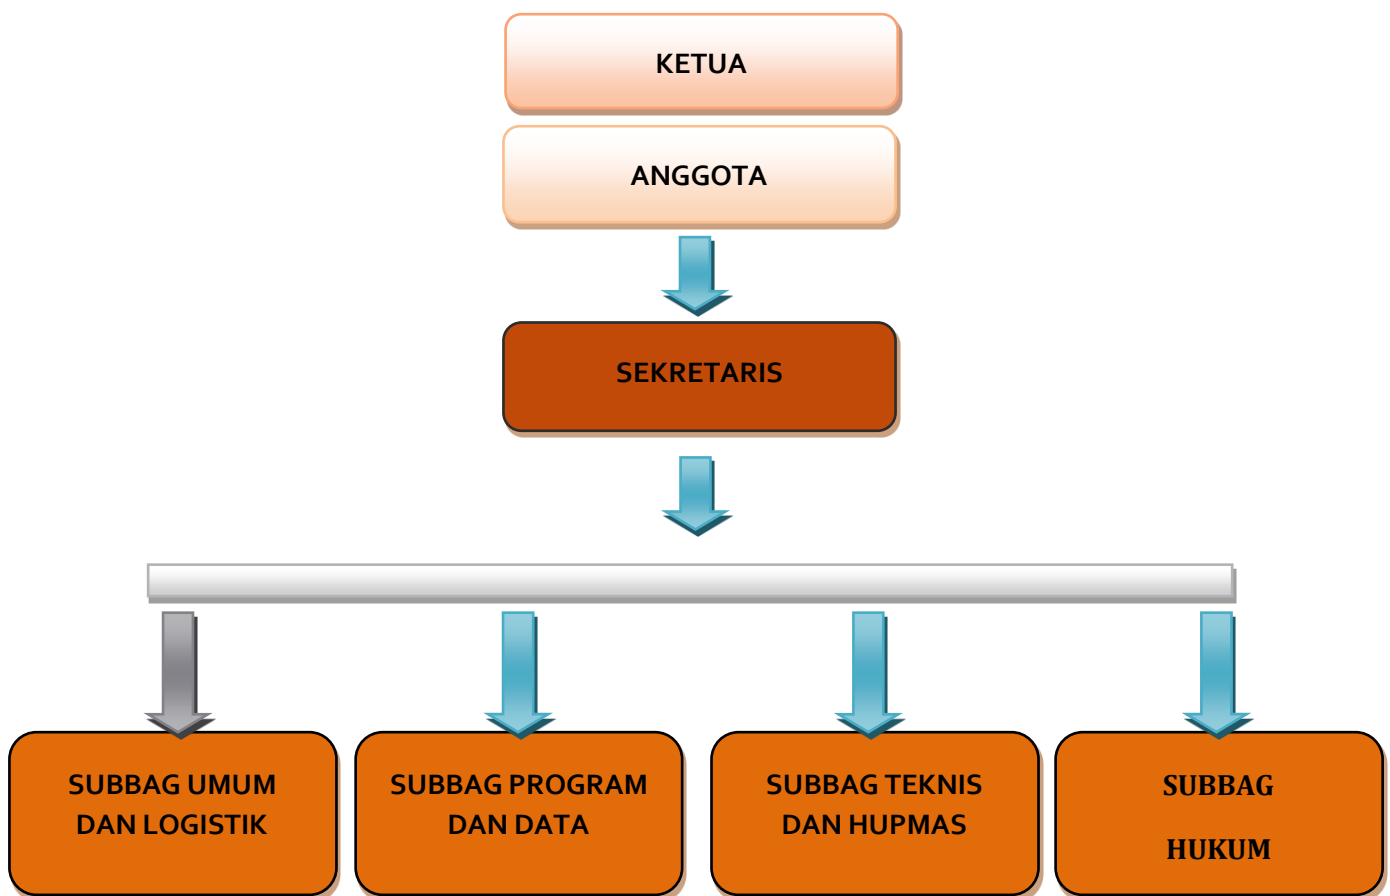 KETUA
ANGGOTA
SEKRETARIS
SUBBAG UMUM
DAN LOGISTIK
SUBBAG PROGRAM
DAN DATA
SUBBAG TEKNIS
DAN HUPMAS
SUBBAG
HUKUM